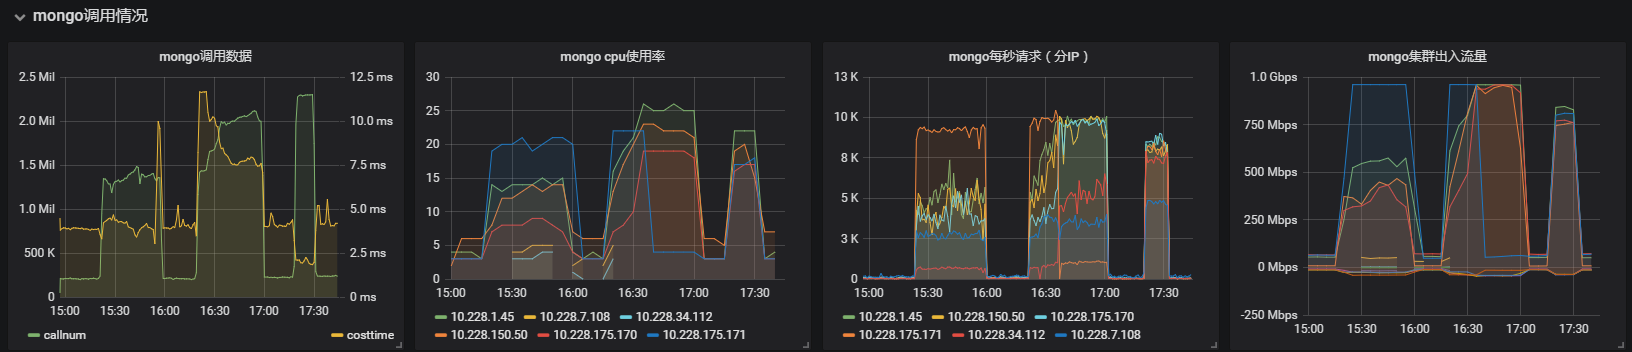 mongo调用情况
mongo调用数据
2.5 Mil
2.0 Mil
1.5 Mil
1.0 Mil
500 K
0
12.5 ms
10.0 ms
7.5 ms
5.0 ms
2.5 ms
0 ms
15:00 15:30 16:00 16:30 17:00 17:30
callnum costtime
mongo cpu使用率
30
25
20
15
10
5
0
15:00 15:30 16:00 16:30 17:00 17:30
10.228.1.45 10.228.7.108 10.228.34.112
10.228.150.50 10.228.175.170 10.228.175.171
mongo每秒请求（分IP）
13 K
10 K
8 K
5 K
3 K
0
15:00 15:30 16:00 16:30 17:00 17:30
10.228.1.45 10.228.150.50 10.228.175.170
10.228.175.171 10.228.34.112 10.228.7.108
mongo集群出入流量
1.0 Gbps
750 Mbps
500 Mbps
250 Mbps
0 Mbps
-250 Mbps
15:00 15:30 16:00 16:30 17:00 17:30